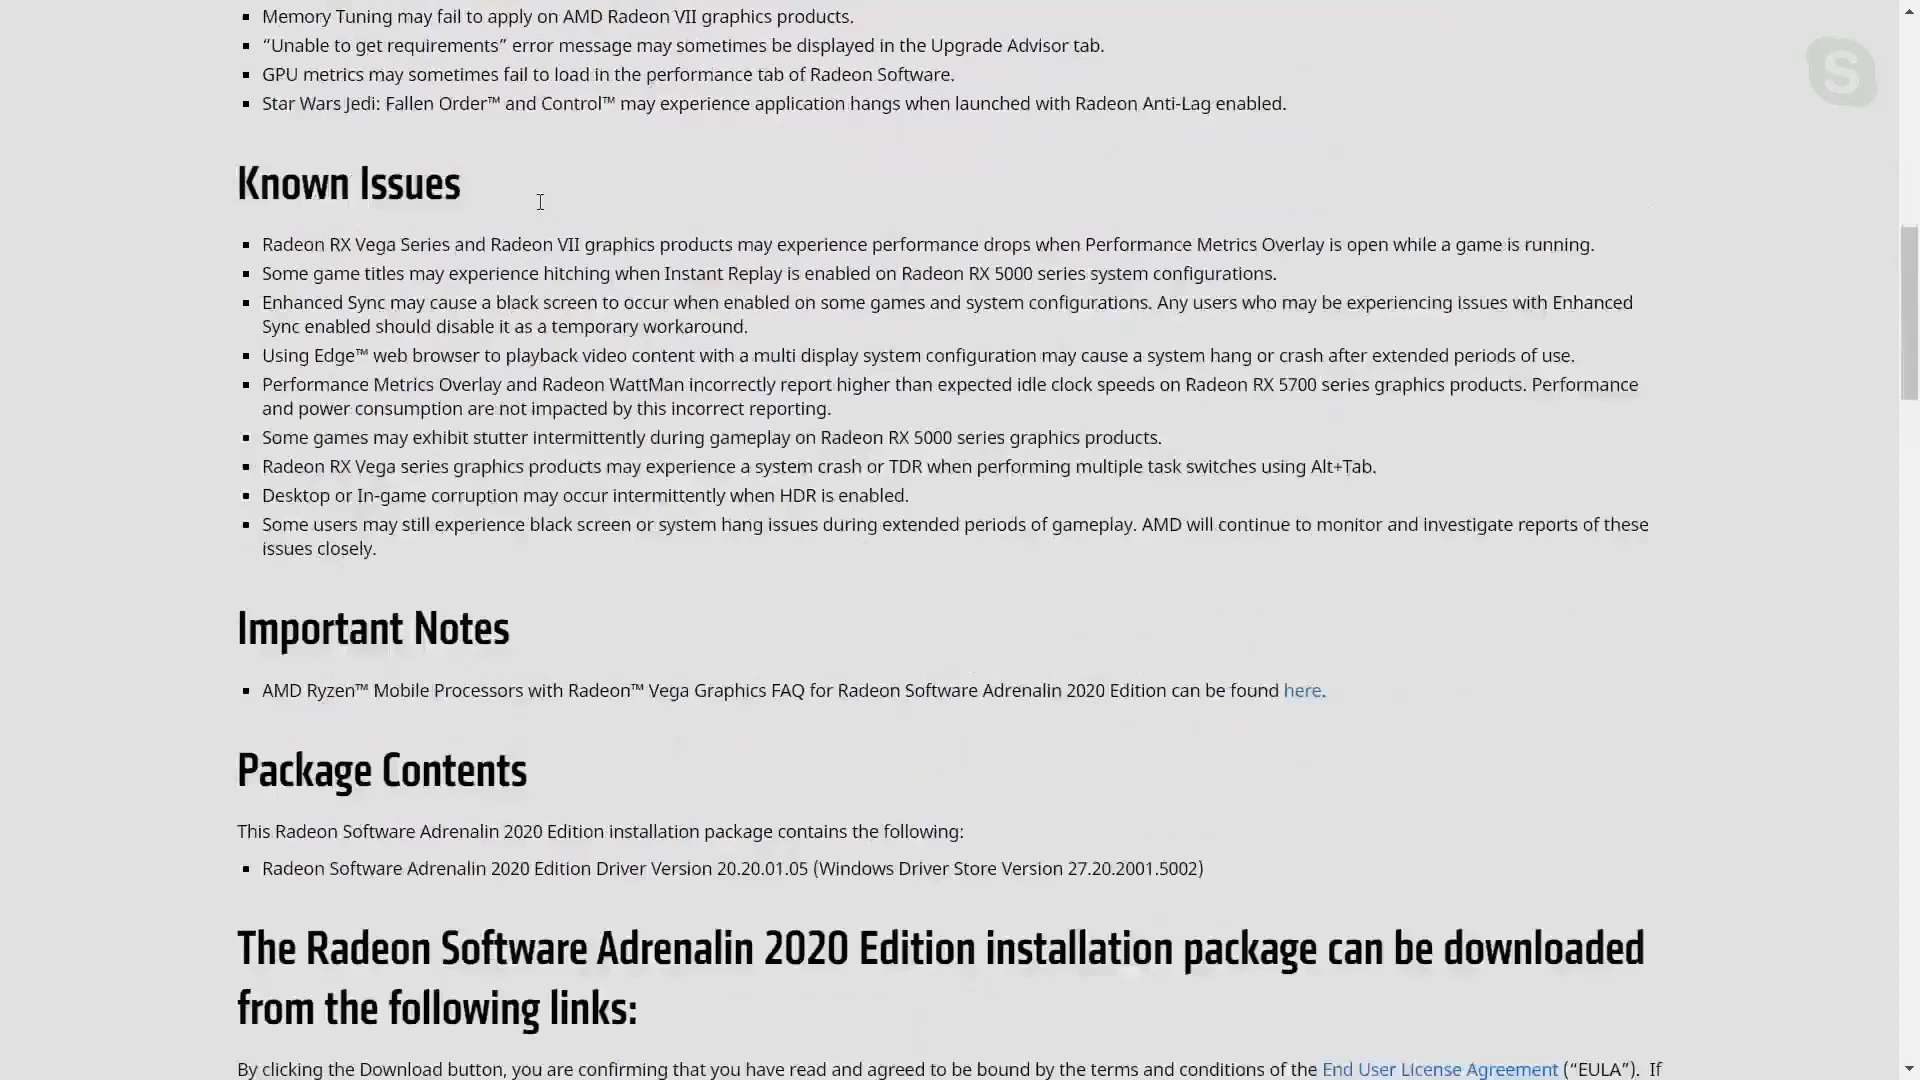 Memory Tuning may fail to apply on AMD Radeon VII graphics products.
“Unable to get requirements” error message may sometimes be displayed in the Upgrade Advisor tab.
GPU metrics may sometimes fail to load in the performance tab of Radeon Software.
Star Wars Jedi: Fallen Order™ and Control™ may experience application hangs when launched with Radeon Anti-Lag enabled.
S
Known Issues
Radeon RX Vega Series and Radeon VII graphics products may experience performance drops when Performance Metrics Overlay is open while a game is running.
Some game titles may experience hitching when Instant Replay is enabled on Radeon RX 5000 series system configurations.
Enhanced Sync may cause a black screen to occur when enabled on some games and system configurations. Any users who may be experiencing issues with Enhanced
Sync enabled should disable it as a temporary workaround.
Using Edge™ web browser to playback video content with a multi display system configuration may cause a system hang or crash after extended periods of use.
Performance Metrics Overlay and Radeon WattMan incorrectly report higher than expected idle clock speeds on Radeon RX 5700 series graphics products. Performance
and power consumption are not impacted by this incorrect reporting.
Some games may exhibit stutter intermittently during gameplay on Radeon RX 5000 series graphics products.
Radeon RX Vega series graphics products may experience a system crash or TDR when performing multiple task switches using Alt+Tab.
Desktop or In-game corruption may occur intermittently when HDR is enabled.
Some users may still experience black screen or system hang issues during extended periods of gameplay. AMD will continue to monitor and investigate reports of these
issues closely.
Important Notes
AMD Ryzen™ Mobile Processors with Radeon™ Vega Graphics FAQ for Radeon Software Adrenalin 2020 Edition can be found here.
Package Contents
This Radeon Software Adrenalin 2020 Edition installation package contains the following:
Radeon Software Adrenalin 2020 Edition Driver Version 20.20.01.05 (Windows Driver Store Version 27.20.2001.5002)
The Radeon Software Adrenalin 2020 Edition installation package can be downloaded
from the following links:
By clicking the Download button, you are confirming that you have read and agreed to be bound by the terms and conditions of the End User License Agreement (“EULA”). If